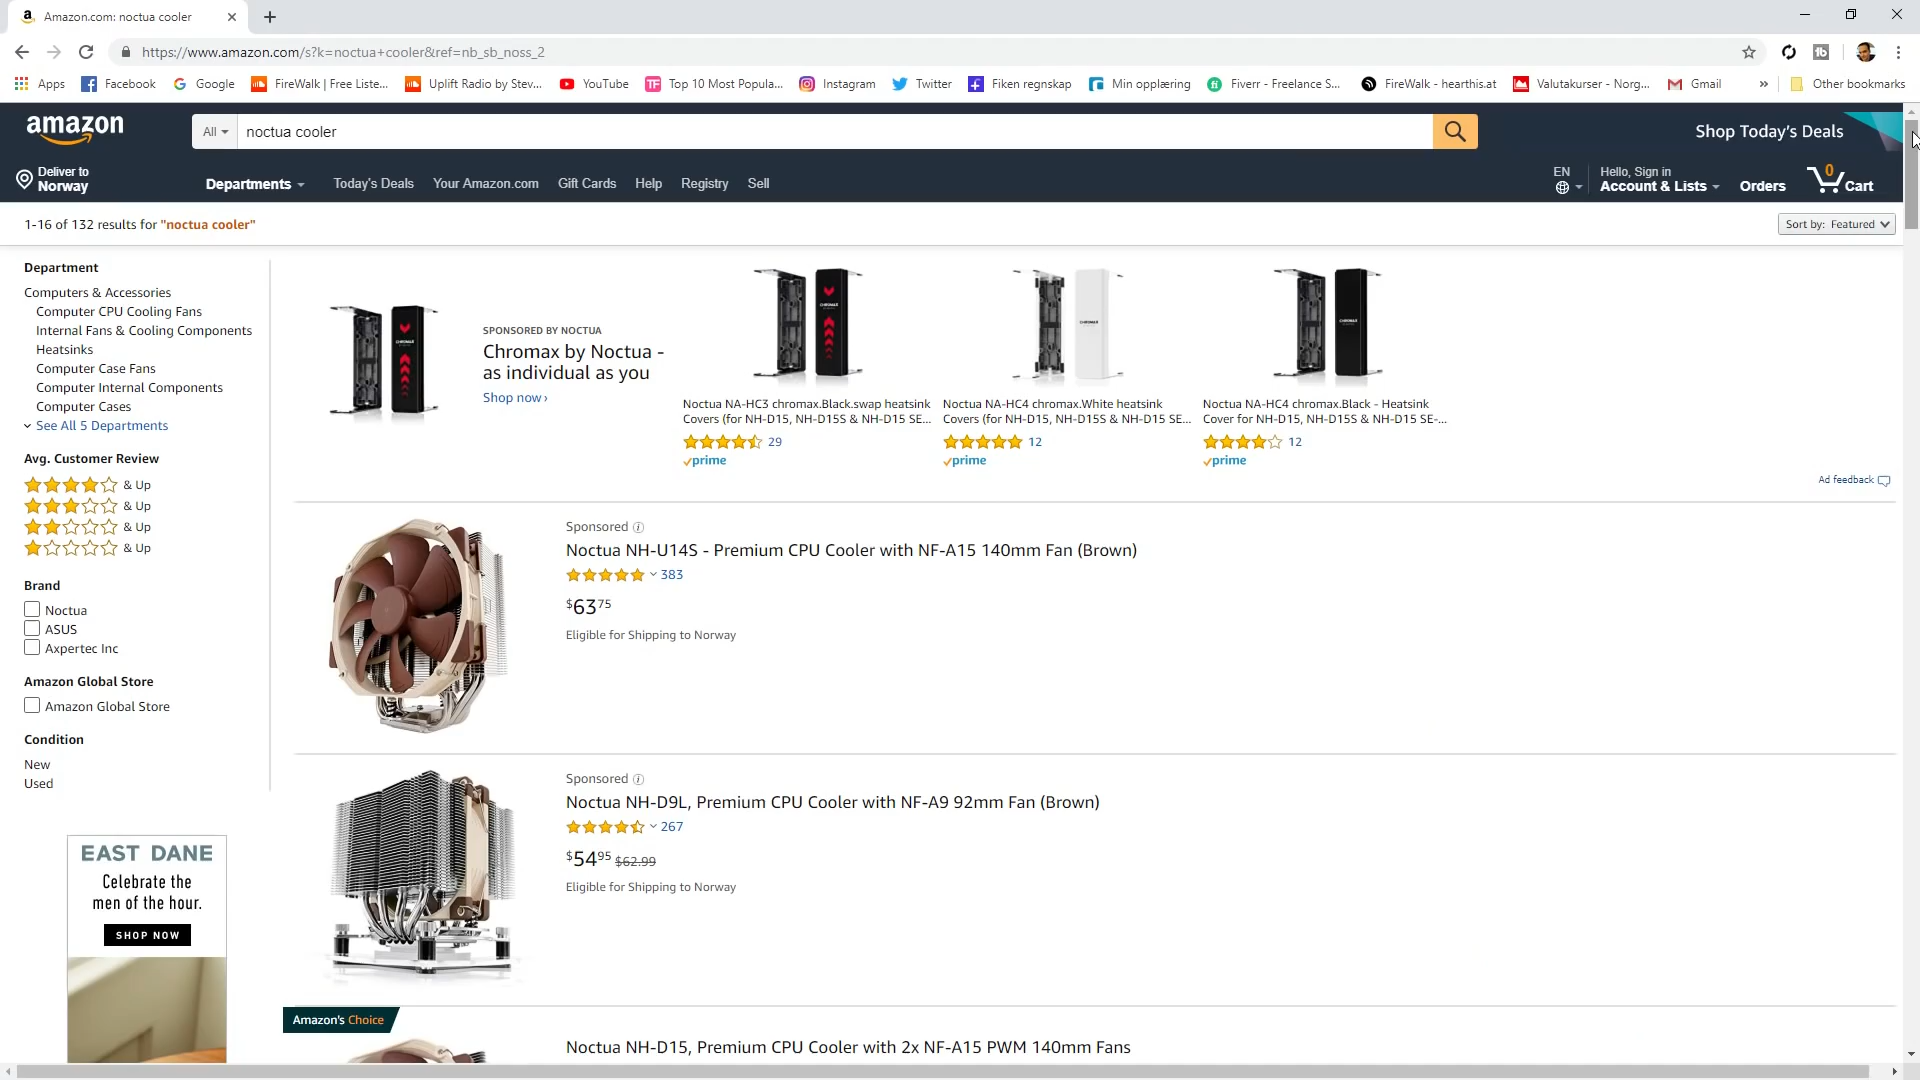 Amazon.com: noctua cooler
https://www.amazon.com/s?k=noctua+cooler&ref=nb_sb_noss_2
Apps
Facebook
Google
FireWalk | Free Liste...
Uplift Radio by Stev...
YouTube
Top 10 Most Popula...
Instagram
Twitter
Fiken regnskap
Min opplæring
Fiverr - Freelance S...
FireWalk - hearthis.at
Valutakurser - Norg...
Gmail
»
Other bookmarks
amazon
All
noctua cooler
Shop Today's Deals
Deliver to
Norway
Departments
Today's Deals
Your Amazon.com
Gift Cards
Help
Registry
Sell
EN
Hello, Sign in
Account & Lists
Orders
0
Cart
1-16 of 132 results for "noctua cooler"
Sort by: Featured
Department
Computers & Accessories
Computer CPU Cooling Fans
Internal Fans & Cooling Components
Heatsinks
Computer Case Fans
Computer Internal Components
Computer Cases
See All 5 Departments
Avg. Customer Review
& Up
& Up
& Up
& Up
Brand
Noctua
ASUS
Axpertec Inc
Amazon Global Store
Amazon Global Store
Condition
New
Used
EAST DANE
Celebrate the
men of the hour.
SHOP NOW
SPONSORED BY NOCTUA
Chromax by Noctua -
as individual as you
Shop now ›
Noctua NA-HC3 chromax.Black.swap heatsink
Covers (for NH-D15, NH-D15S & NH-D15 SE...
29
prime
Noctua NA-HC4 chromax.White heatsink
Covers (for NH-D15, NH-D15S & NH-D15 SE...
12
prime
Noctua NA-HC4 chromax.Black - Heatsink
Cover for NH-D15, NH-D15S & NH-D15 SE-...
12
prime
Ad feedback
Sponsored
Noctua NH-U14S - Premium CPU Cooler with NF-A15 140mm Fan (Brown)
383
$63 75
Eligible for Shipping to Norway
Sponsored
Noctua NH-D9L, Premium CPU Cooler with NF-A9 92mm Fan (Brown)
267
$54 95 $62.99
Eligible for Shipping to Norway
Amazon's Choice
Noctua NH-D15, Premium CPU Cooler with 2x NF-A15 PWM 140mm Fans